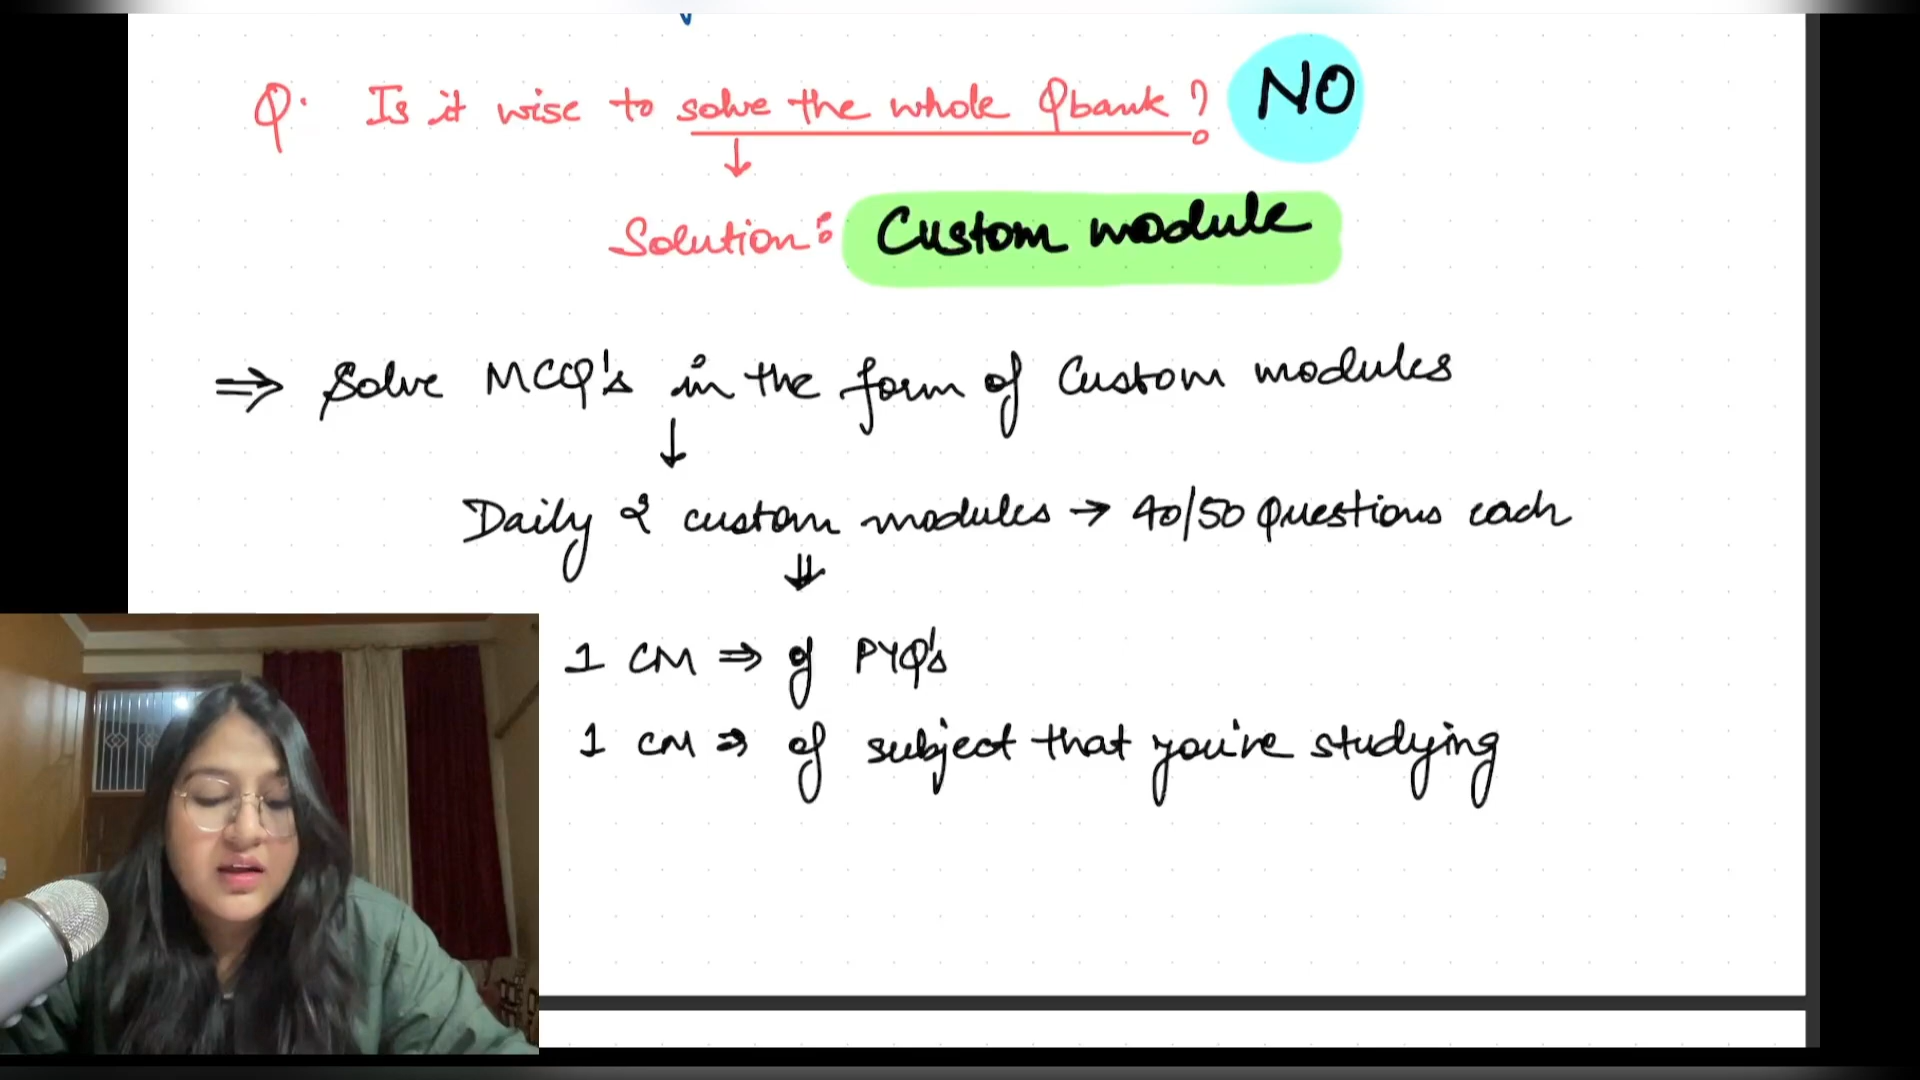 Q. Is it wise to solve the whole Qbank? NO
↓
Solution: Custom module
⇒ Solve MCQ's in the form of Custom modules
↓
Daily 2 custom modules → 40/50 Questions each
⇓
1 CM ⇒ of PYQ's
1 CM ⇒ of subject that you're studying